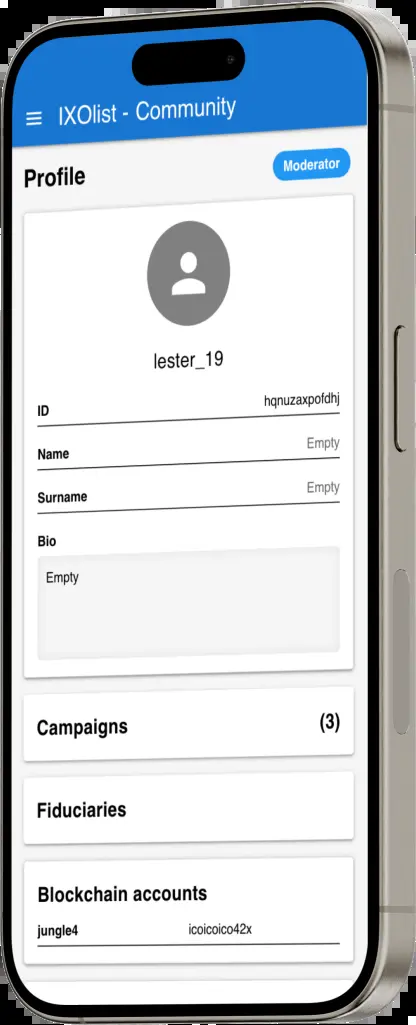 IXOlist - Community
Profile
Moderator
lester_19
ID hqnuzaxpofdhj
Name Empty
Surname Empty
Bio
Empty
Campaigns (3)
Fiduciaries
Blockchain accounts
jungle4 icoicoico42x